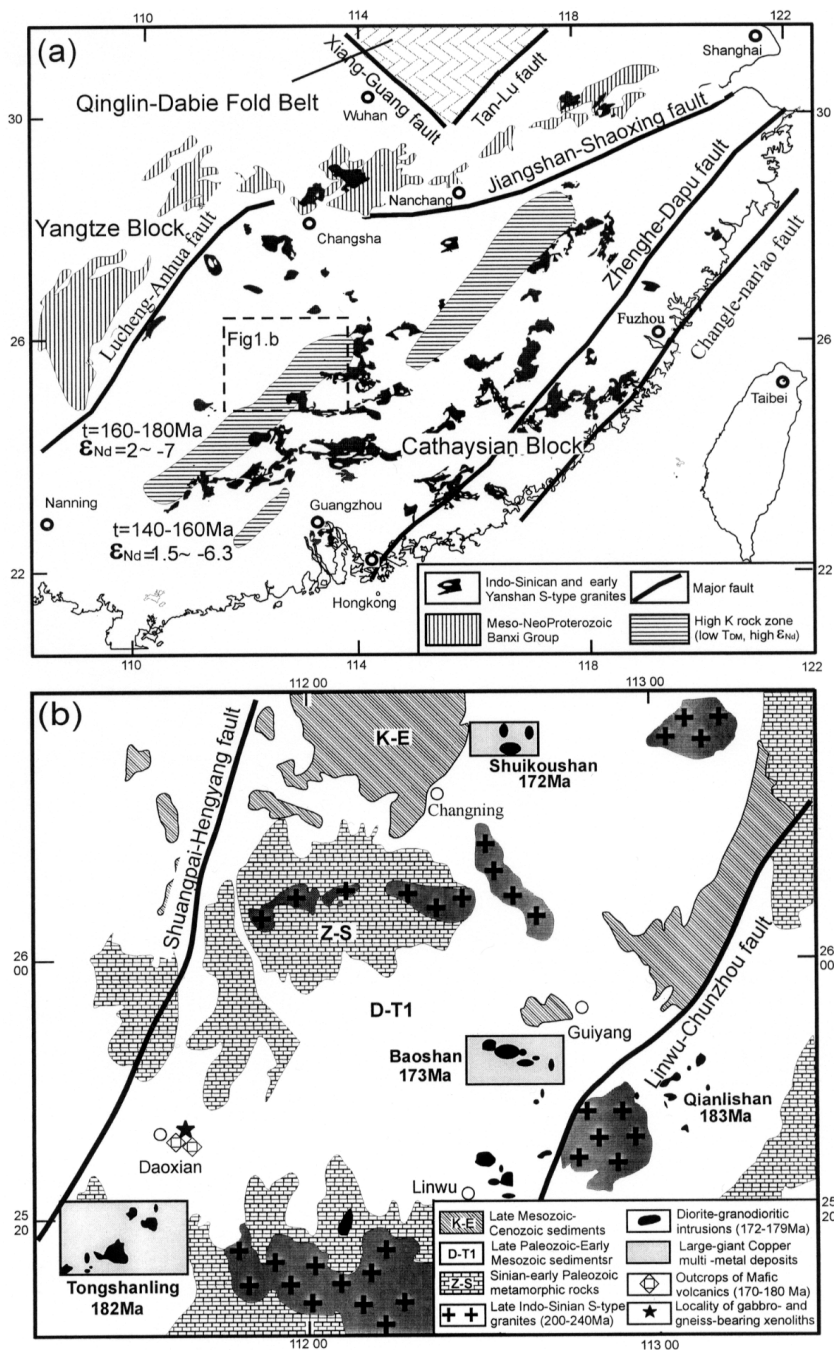 110
114
118
122
(a)
Shanghai
Xiang-Guang fault
Tan-Lu fault
Qinglin-Dabie Fold Belt
Wuhan
30
30
Jiangshan-Shaoxing fault
Nanchang
Zhenghe-Dapu fault
Yangtze Block
Changsha
Lucheng-Anhua fault
Changle-nan'ao fault
Fuzhou
26
Fig1.b
26
Taibei
t=160-180Ma
εNd=2~ -7
Cathaysian Block
Nanning
Guangzhou
t=140-160Ma
εNd=1.5~ -6.3
22
22
Hongkong
Indo-Sinican and early
Yanshan S-type granites
Major fault
Meso-NeoProterozoic
Banxi Group
High K rock zone
(low TDM, high εNd)
110
114
118
122
112 00
113 00
(b)
K-E
Shuikoushan
172Ma
Shuangpai-Hengyang fault
Changning
Z-S
26
00
26
00
D-T1
Guiyang
Linwu-Chunzhou fault
Baoshan
173Ma
Qianlishan
183Ma
Daoxian
Linwu
25
20
25
20
Tongshanling
182Ma
K-E
Late Mesozoic-
Cenozoic sediments
Diorite-granodioritic
intrusions (172-179Ma)
D-T1
Late Paleozoic-Early
Mesozoic sedimentsr
Large-giant Copper
multi -metal deposits
Z-S
Sinian-early Paleozoic
metamorphic rocks
Outcrops of Mafic
volcanics (170-180 Ma)
Late Indo-Sinian S-type
granites (200-240Ma)
Locality of gabbro- and
gneiss-bearing xenoliths
112 00
113 00